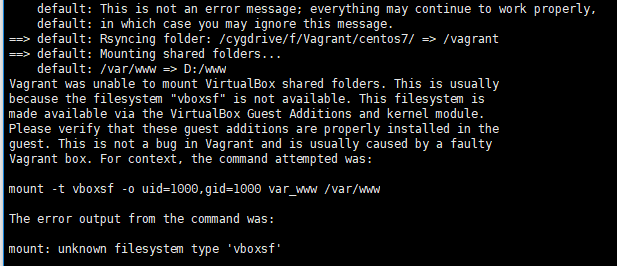 default: This is not an error message; everything may continue to work properly,
default: in which case you may ignore this message.
==> default: Rsyncing folder: /cygdrive/f/Vagrant/centos7/ => /vagrant
==> default: Mounting shared folders...
default: /var/www => D:/www
Vagrant was unable to mount VirtualBox shared folders. This is usually
because the filesystem "vboxsf" is not available. This filesystem is
made available via the VirtualBox Guest Additions and kernel module.
Please verify that these guest additions are properly installed in the
guest. This is not a bug in Vagrant and is usually caused by a faulty
Vagrant box. For context, the command attempted was:
mount -t vboxsf -o uid=1000,gid=1000 var_www /var/www
The error output from the command was:
mount: unknown filesystem type 'vboxsf'